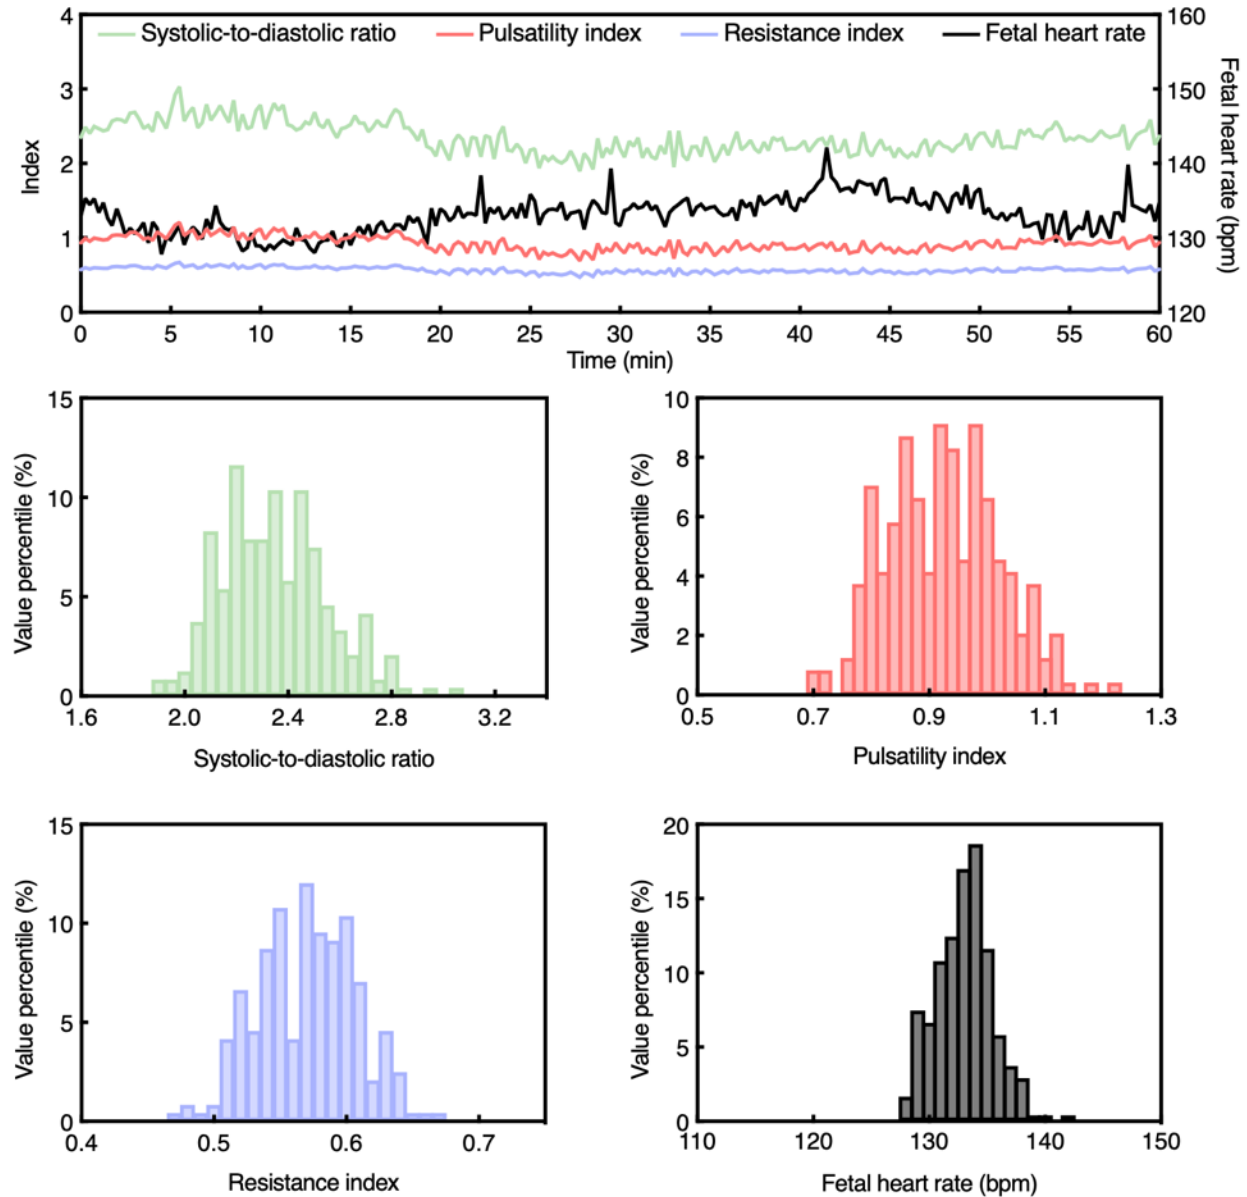 4 160
Systolic-to-diastolic ratio Pulsatility index Resistance index Fetal heart rate
3 150
Index
2 140
Fetal heart rate (bpm)
1 130
0 120
0 5 10 15 20 25 30 35 40 45 50 55 60
Time (min)
15
10
5
0
Value percentile (%)
1.6 2.0 2.4 2.8 3.2
Systolic-to-diastolic ratio
10
8
6
4
2
0
Value percentile (%)
0.5 0.7 0.9 1.1 1.3
Pulsatility index
15
10
5
0
Value percentile (%)
0.4 0.5 0.6 0.7
Resistance index
20
15
10
5
0
Value percentile (%)
110 120 130 140 150
Fetal heart rate (bpm)